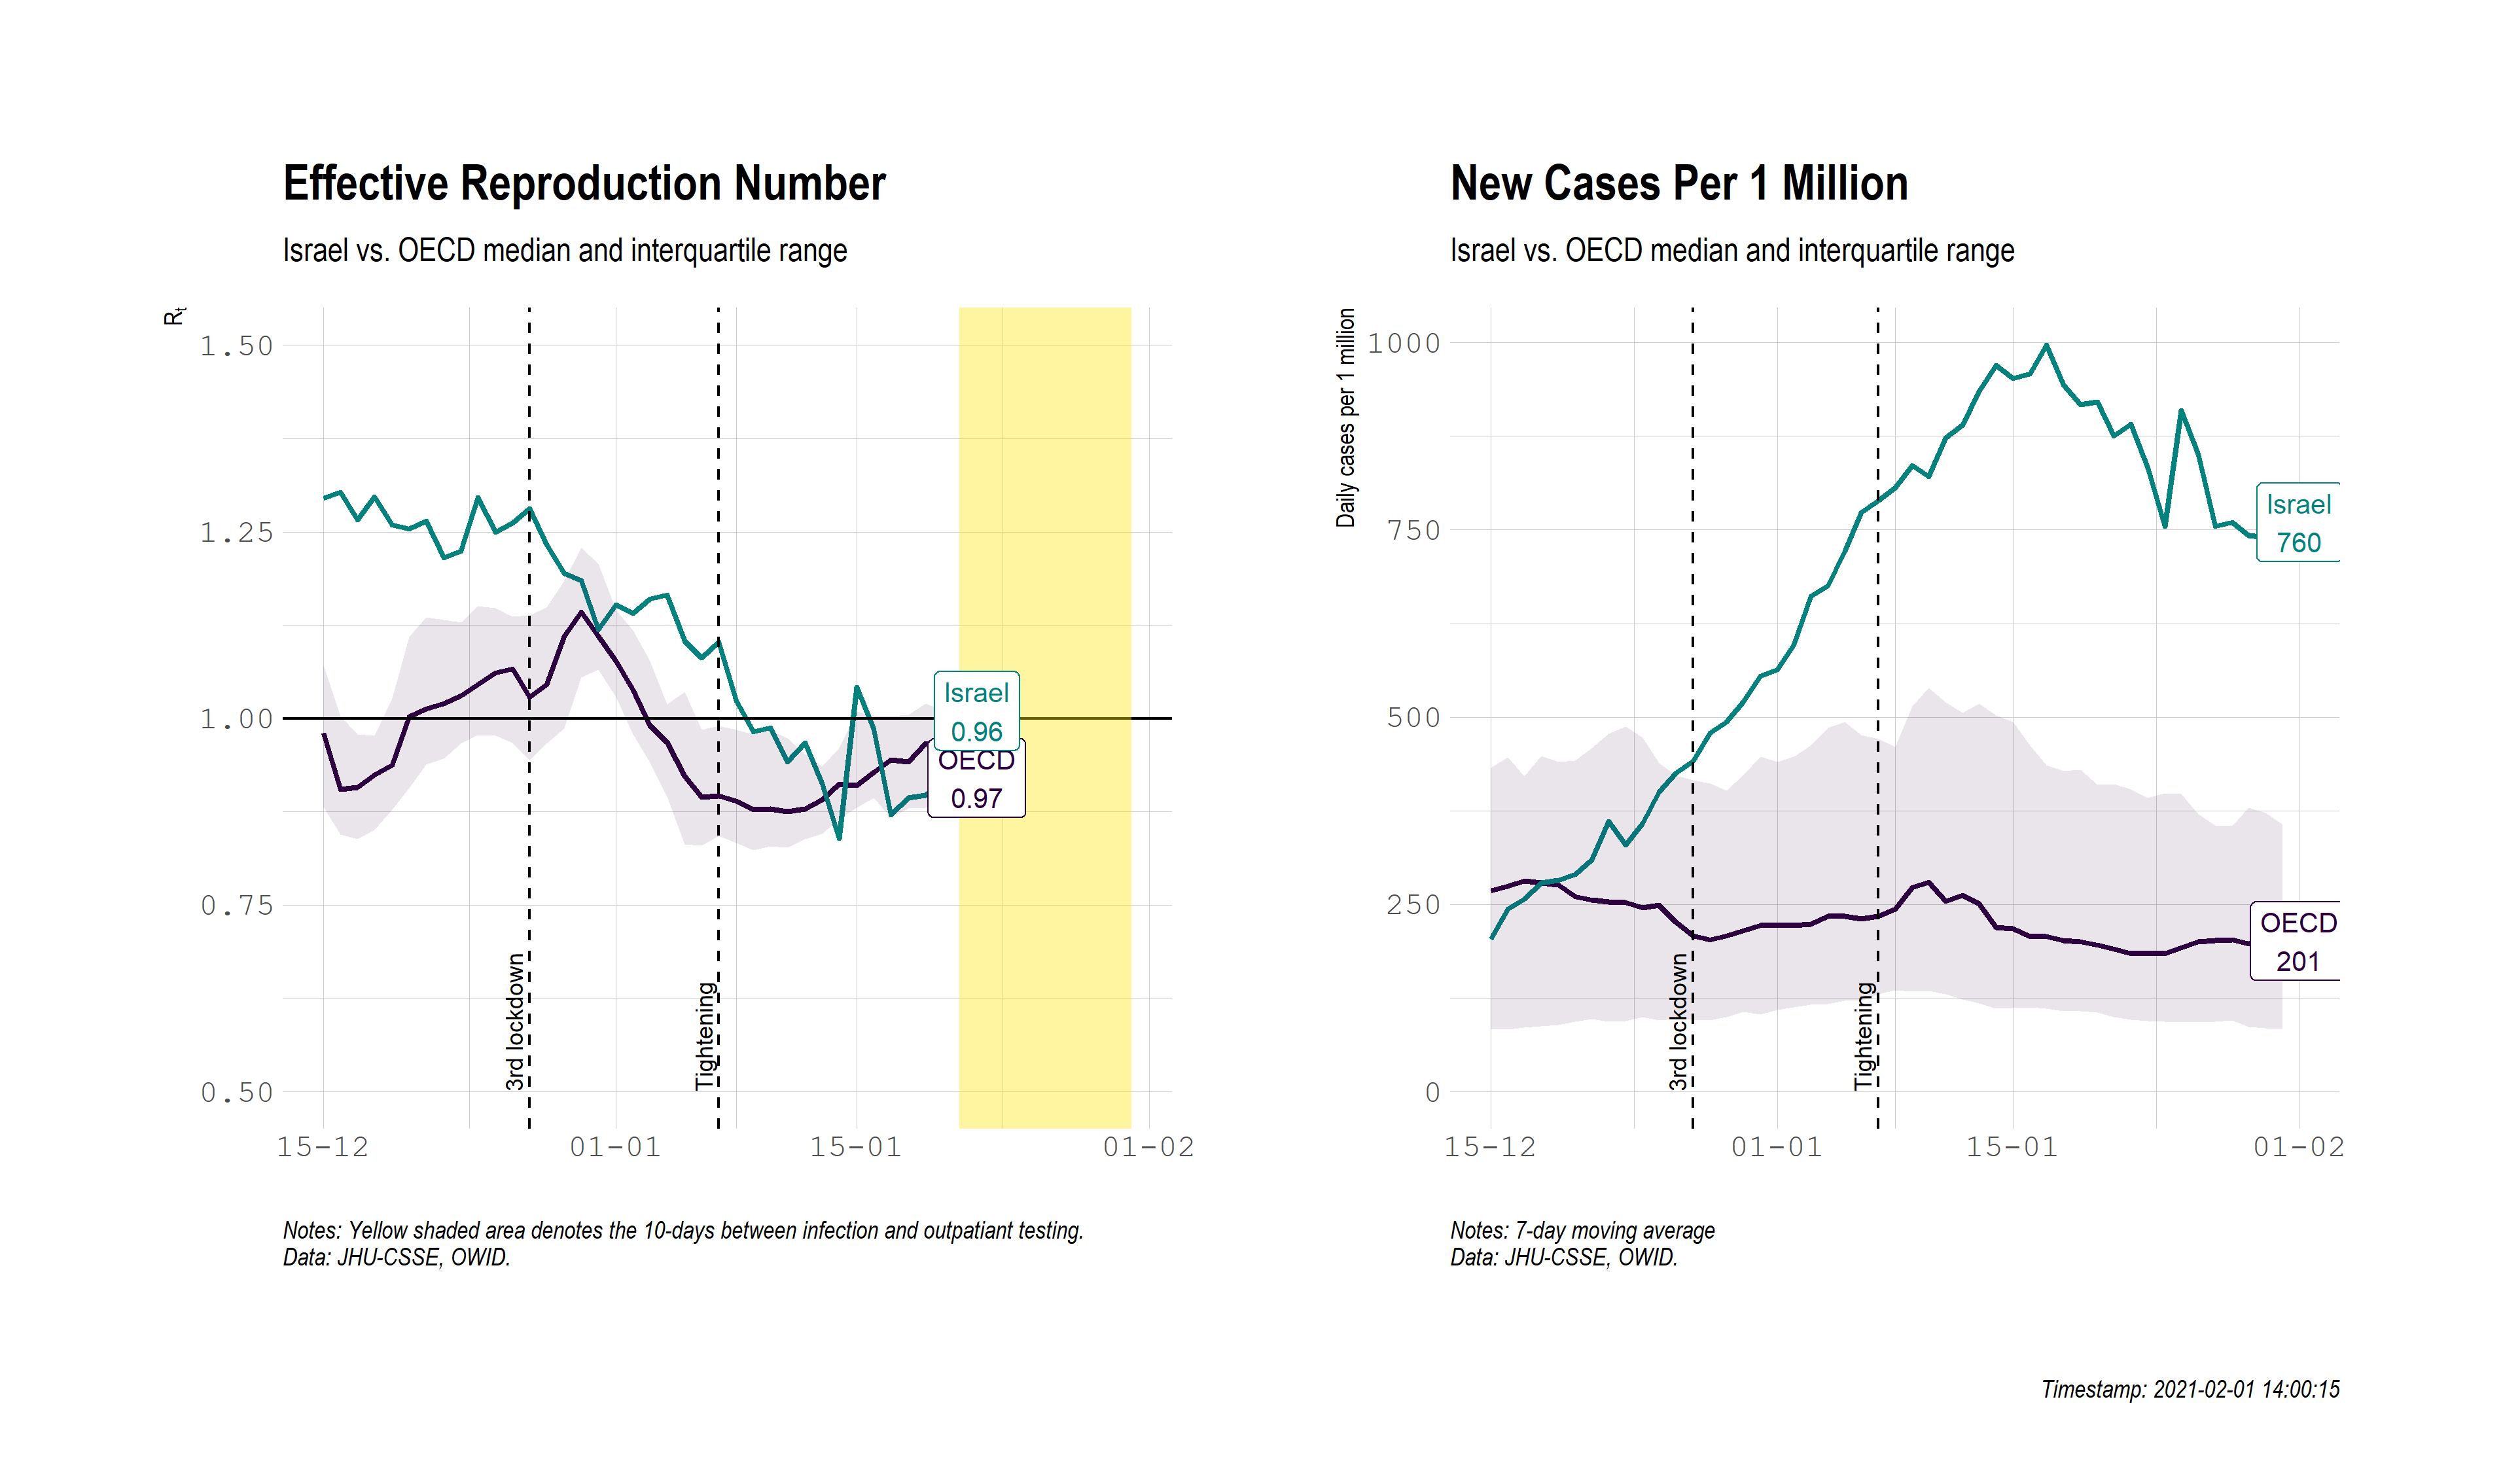 Effective Reproduction Number
Israel vs. OECD median and interquartile range
Rt
1.50
1.25
1.00
0.75
0.50
3rd lockdown
Tightening
Israel
0.96
OECD
0.97
15-12
01-01
15-01
01-02
Notes: Yellow shaded area denotes the 10-days between infection and outpatiant testing.
Data: JHU-CSSE, OWID.
New Cases Per 1 Million
Israel vs. OECD median and interquartile range
Daily cases per 1 million
1000
750
500
250
0
3rd lockdown
Tightening
Israel
760
OECD
201
15-12
01-01
15-01
01-02
Notes: 7-day moving average
Data: JHU-CSSE, OWID.
Timestamp: 2021-02-01 14:00:15